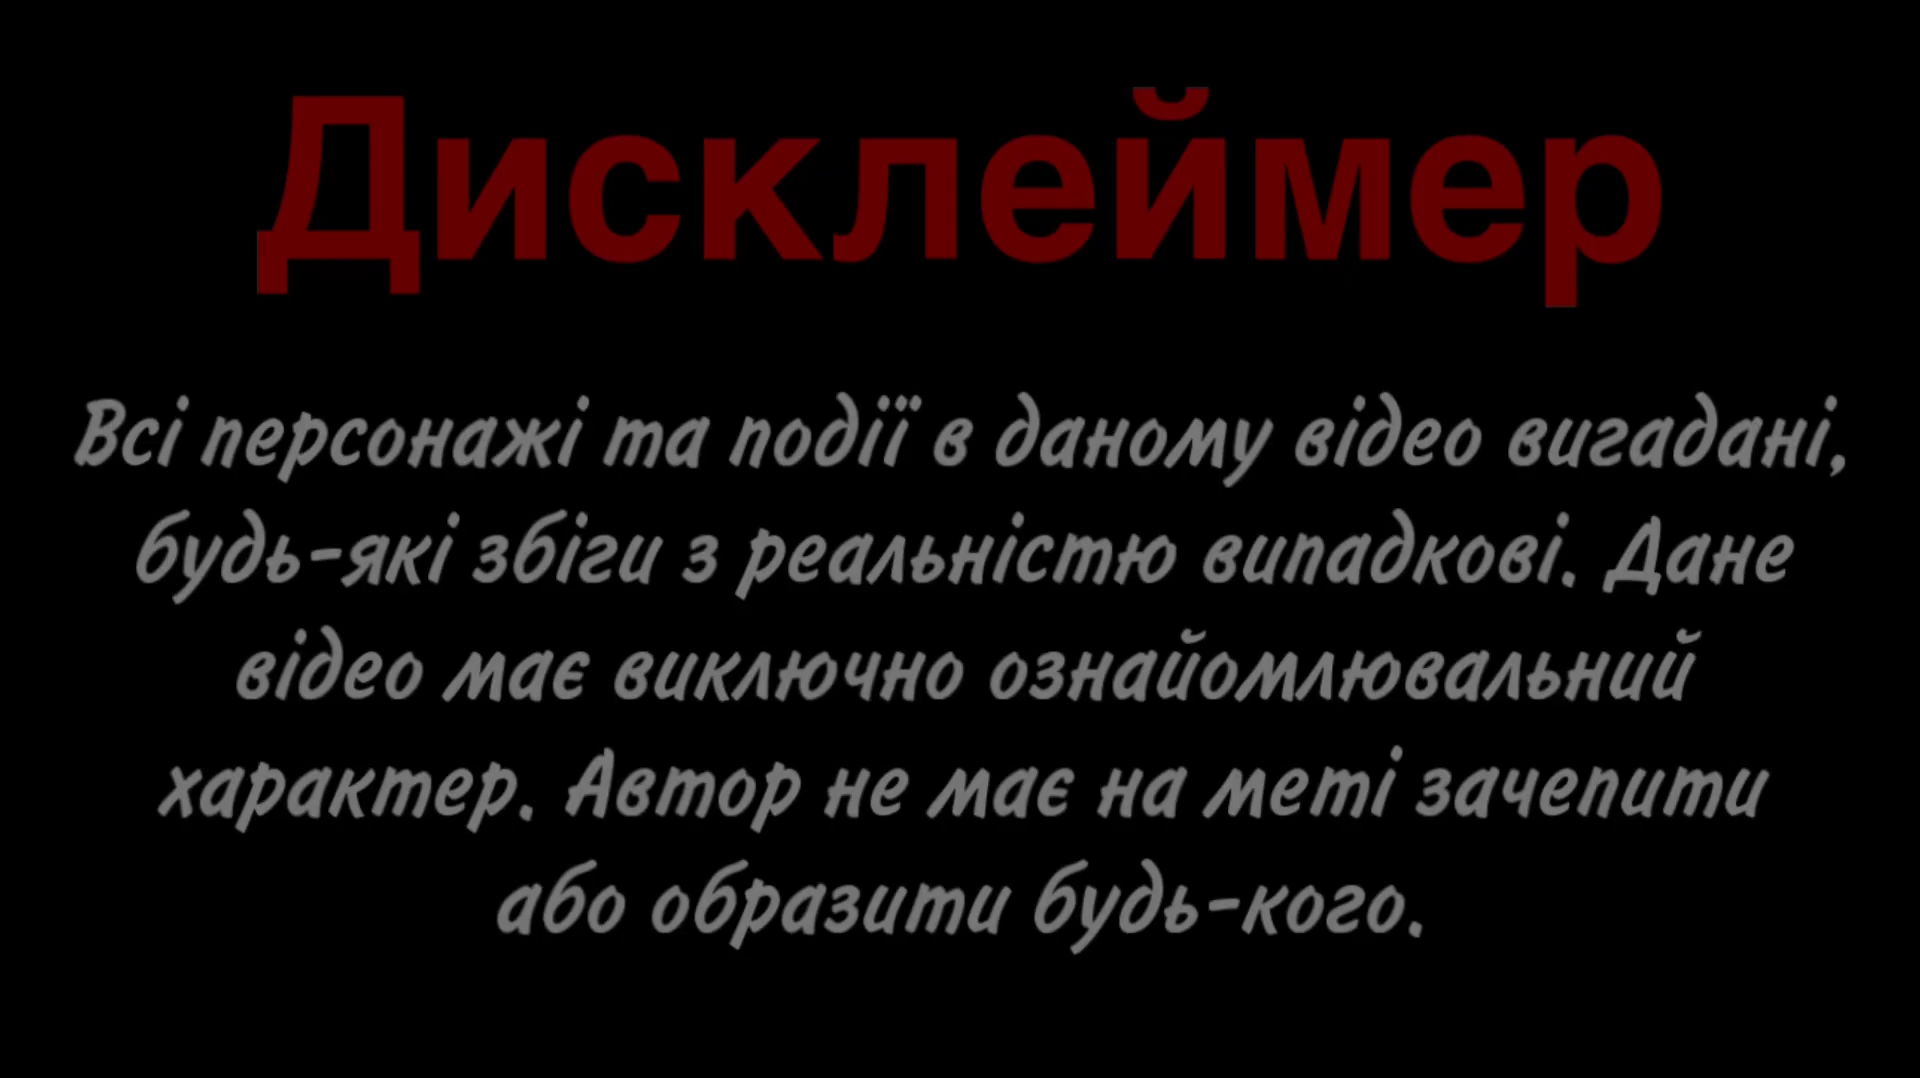 Дисклеймер
Всі персонажі та події в даному відео вигадані,
будь-які збіги з реальністю випадкові. Дане
відео має виключно ознайомлювальний
характер. Автор не має на меті зачепити
або образити будь-кого.